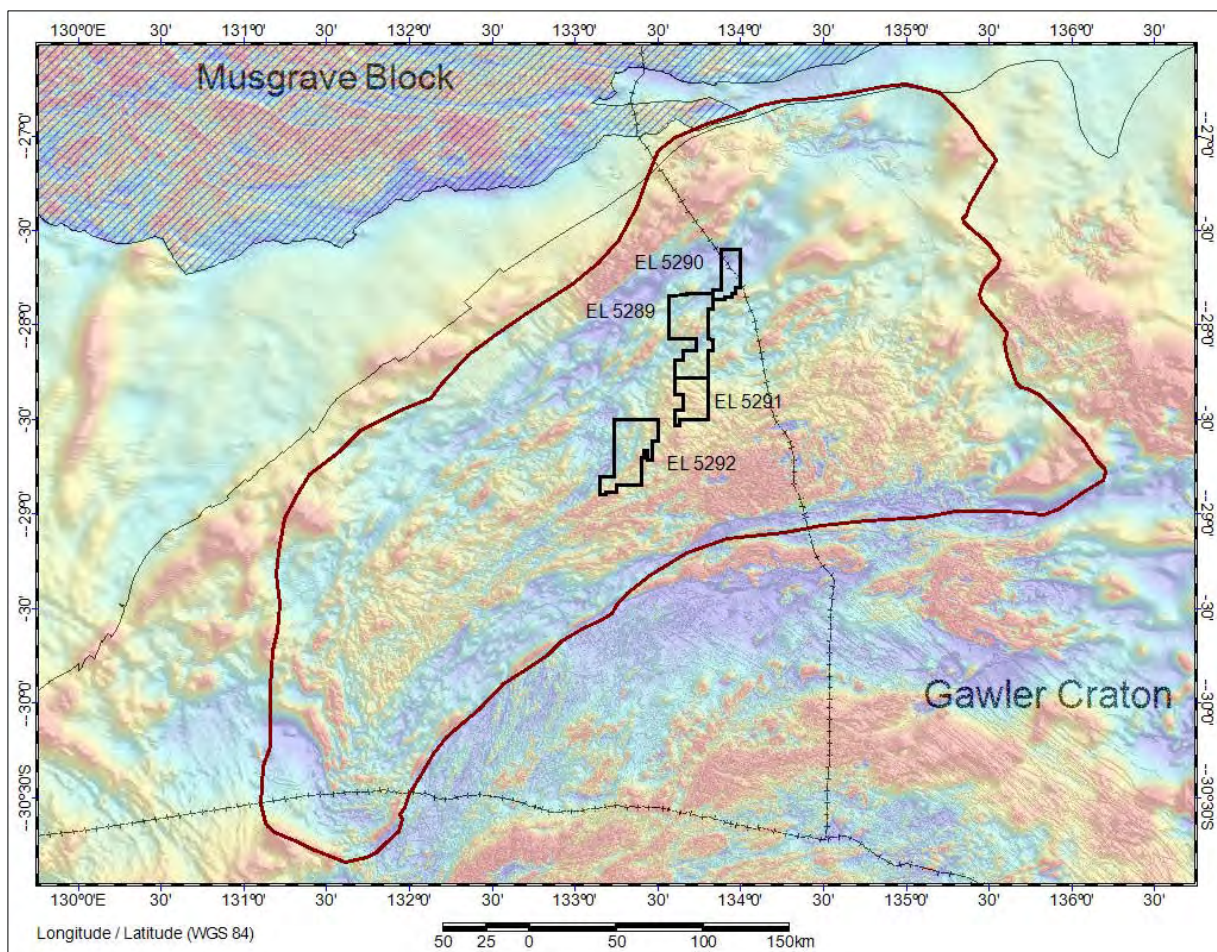 130°0'E 30' 131°0' 30' 132°0' 30' 133°0' 30' 134°0' 30' 135°0' 30' 136°0' 30'
Musgrave Block
-27°0' -27°0'
-30' -30'
EL 5290
EL 5289
-28°0' -28°0'
EL 5291
-30' -30'
EL 5292
-29°0' -29°0'
-30' -30'
Gawler Craton
-30°0' -30°0'
-30°30'S -30°30'S
130°0'E 30' 131°0' 30' 132°0' 30' 133°0' 30' 134°0' 30' 135°0' 30' 136°0' 30'
Longitude / Latitude (WGS 84)
50 25 0 50 100 150km